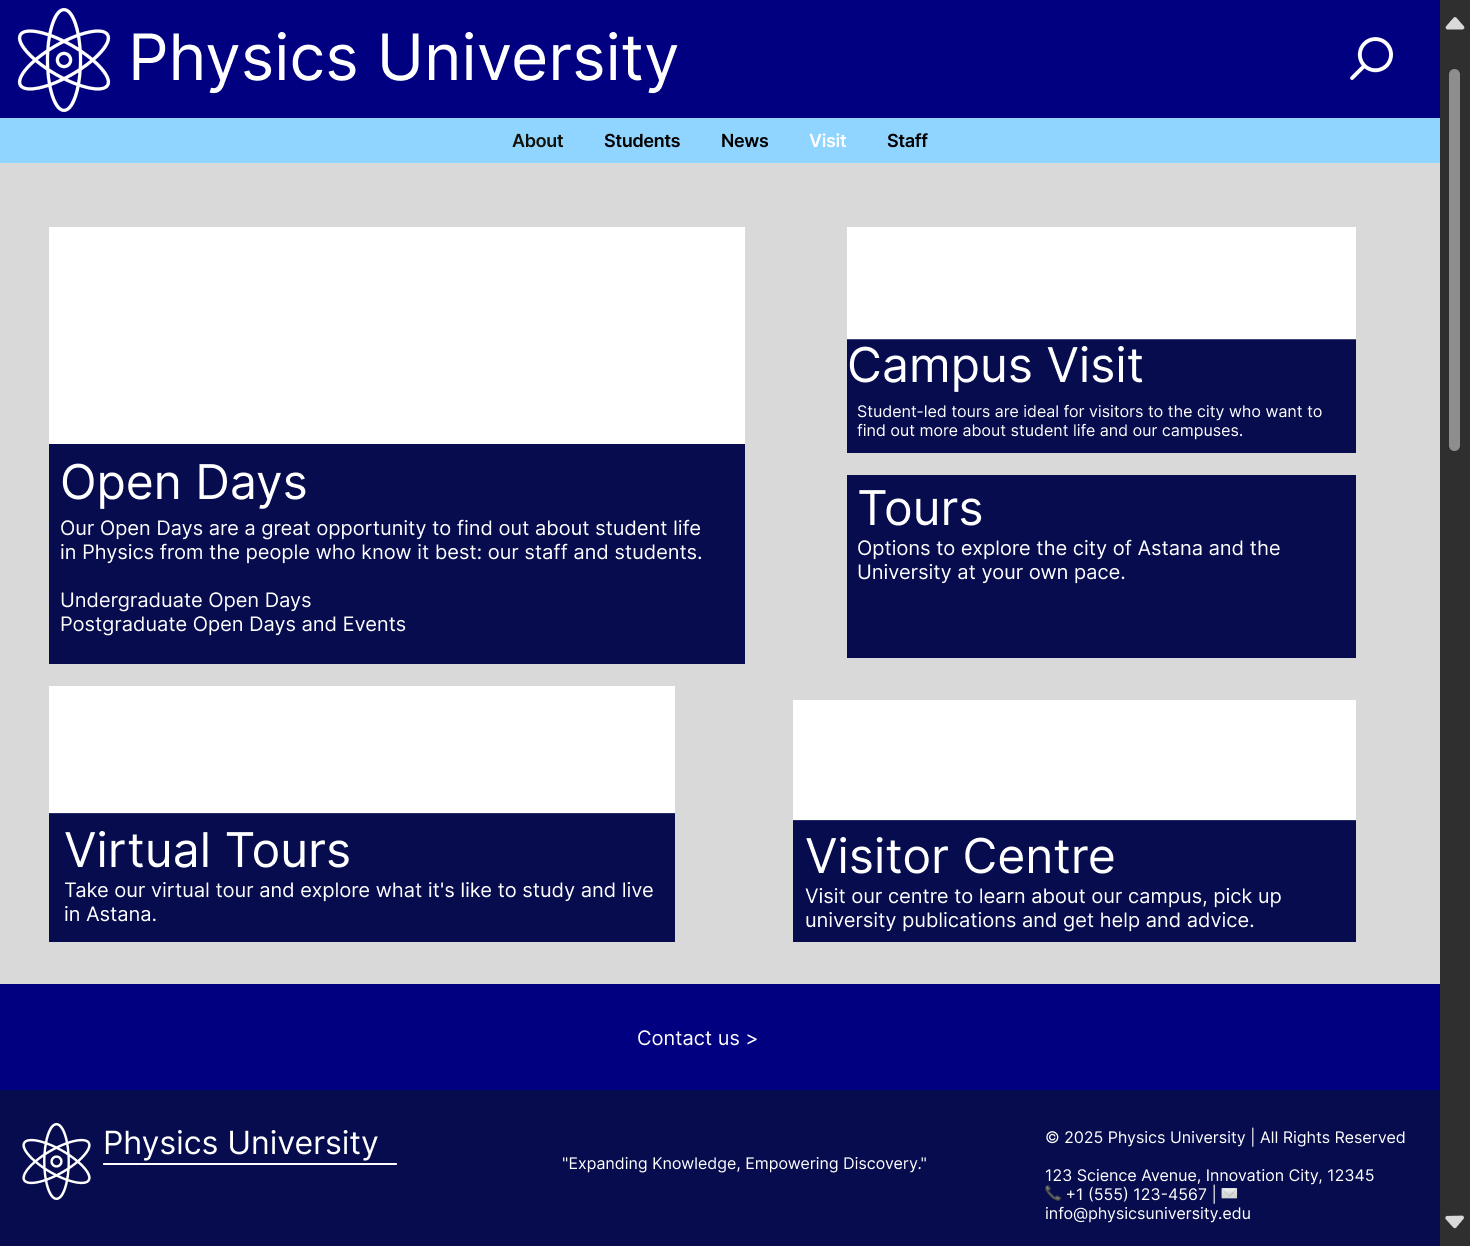 Physics University
About Students News Visit Staff
Open Days
Our Open Days are a great opportunity to find out about student life
in Physics from the people who know it best: our staff and students.
Undergraduate Open Days
Postgraduate Open Days and Events
Campus Visit
Student-led tours are ideal for visitors to the city who want to
find out more about student life and our campuses.
Tours
Options to explore the city of Astana and the
University at your own pace.
Virtual Tours
Take our virtual tour and explore what it's like to study and live
in Astana.
Visitor Centre
Visit our centre to learn about our campus, pick up
university publications and get help and advice.
Contact us >
Physics University
"Expanding Knowledge, Empowering Discovery."
© 2025 Physics University | All Rights Reserved
123 Science Avenue, Innovation City, 12345
📞 +1 (555) 123-4567 | ✉️
info@physicsuniversity.edu